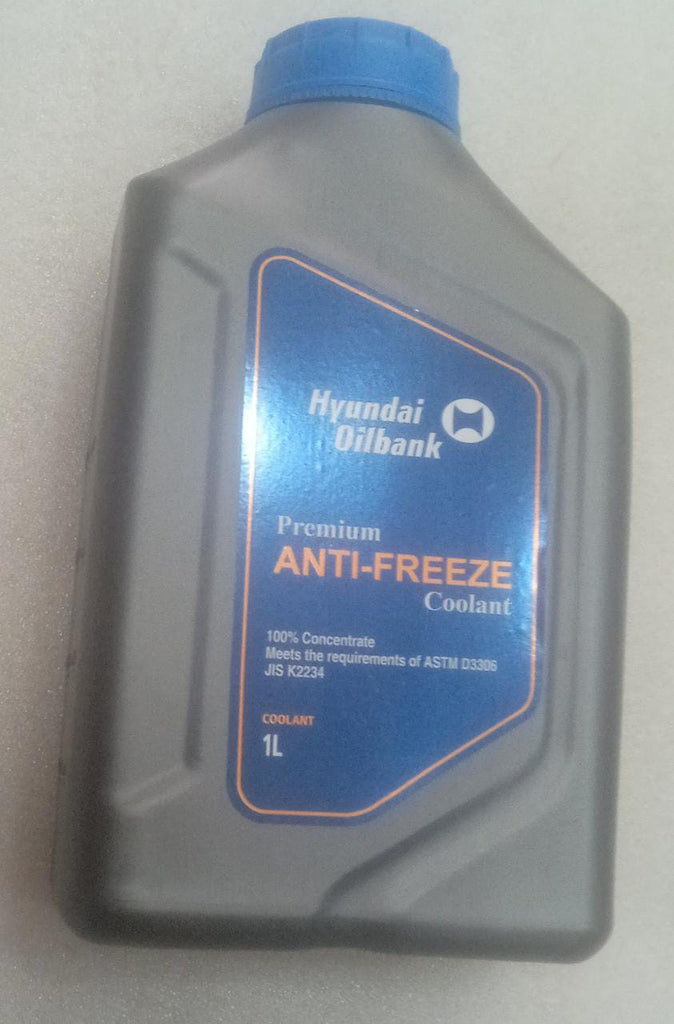 Hyundai
Oilbank
Premium
ANTI-FREEZE
Coolant
100% Concentrate
Meets the requirements of ASTM D3306
JIS K2234
COOLANT
1L